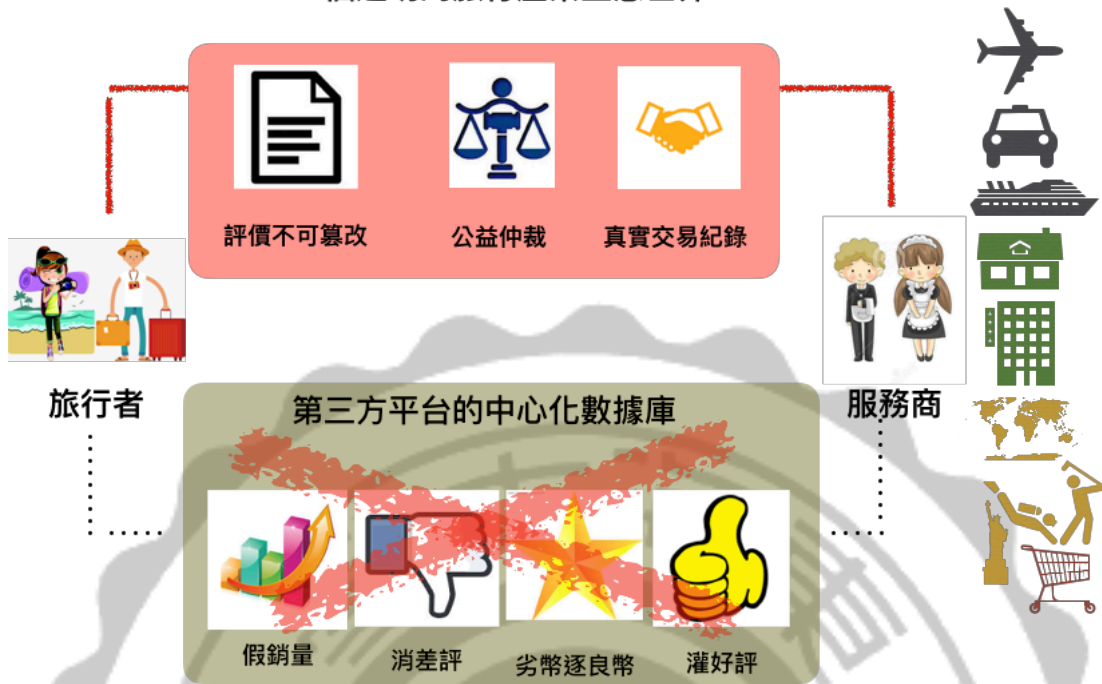 評價不可篡改
公益仲裁
真實交易紀錄
旅行者
服務商
第三方平台的中心化數據庫
假銷量
消差評
劣幣逐良幣
灌好評